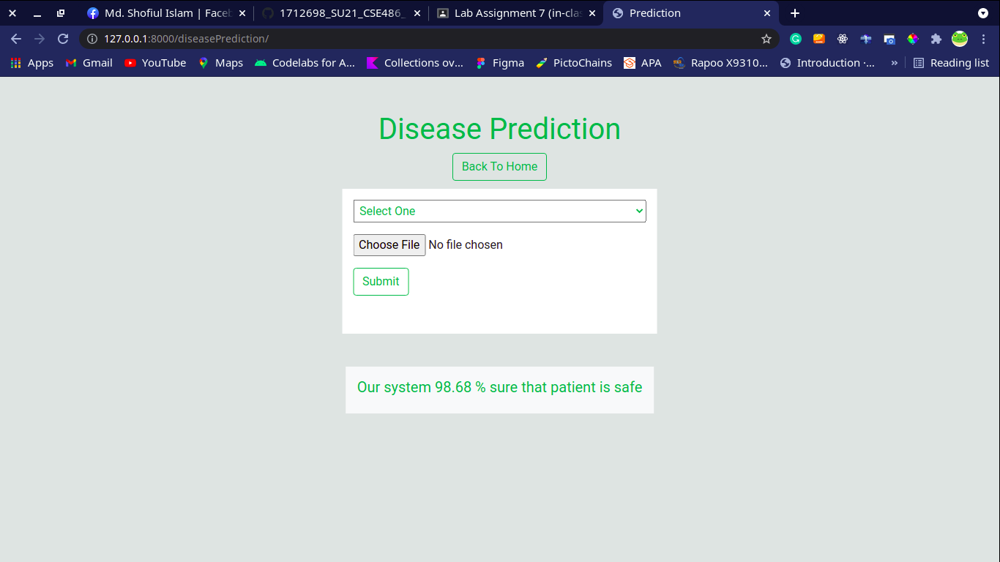 Md. Shofiul Islam | Faceb
1712698_SU21_CSE486_
Lab Assignment 7 (in-clas
Prediction
127.0.0.1:8000/diseasePrediction/
Apps Gmail YouTube Maps Codelabs for A... Collections ov... Figma PictoChains APA Rapoo X9310... Introduction ·... » Reading list
Disease Prediction
Back To Home
Select One
Choose File No file chosen
Submit
Our system 98.68 % sure that patient is safe